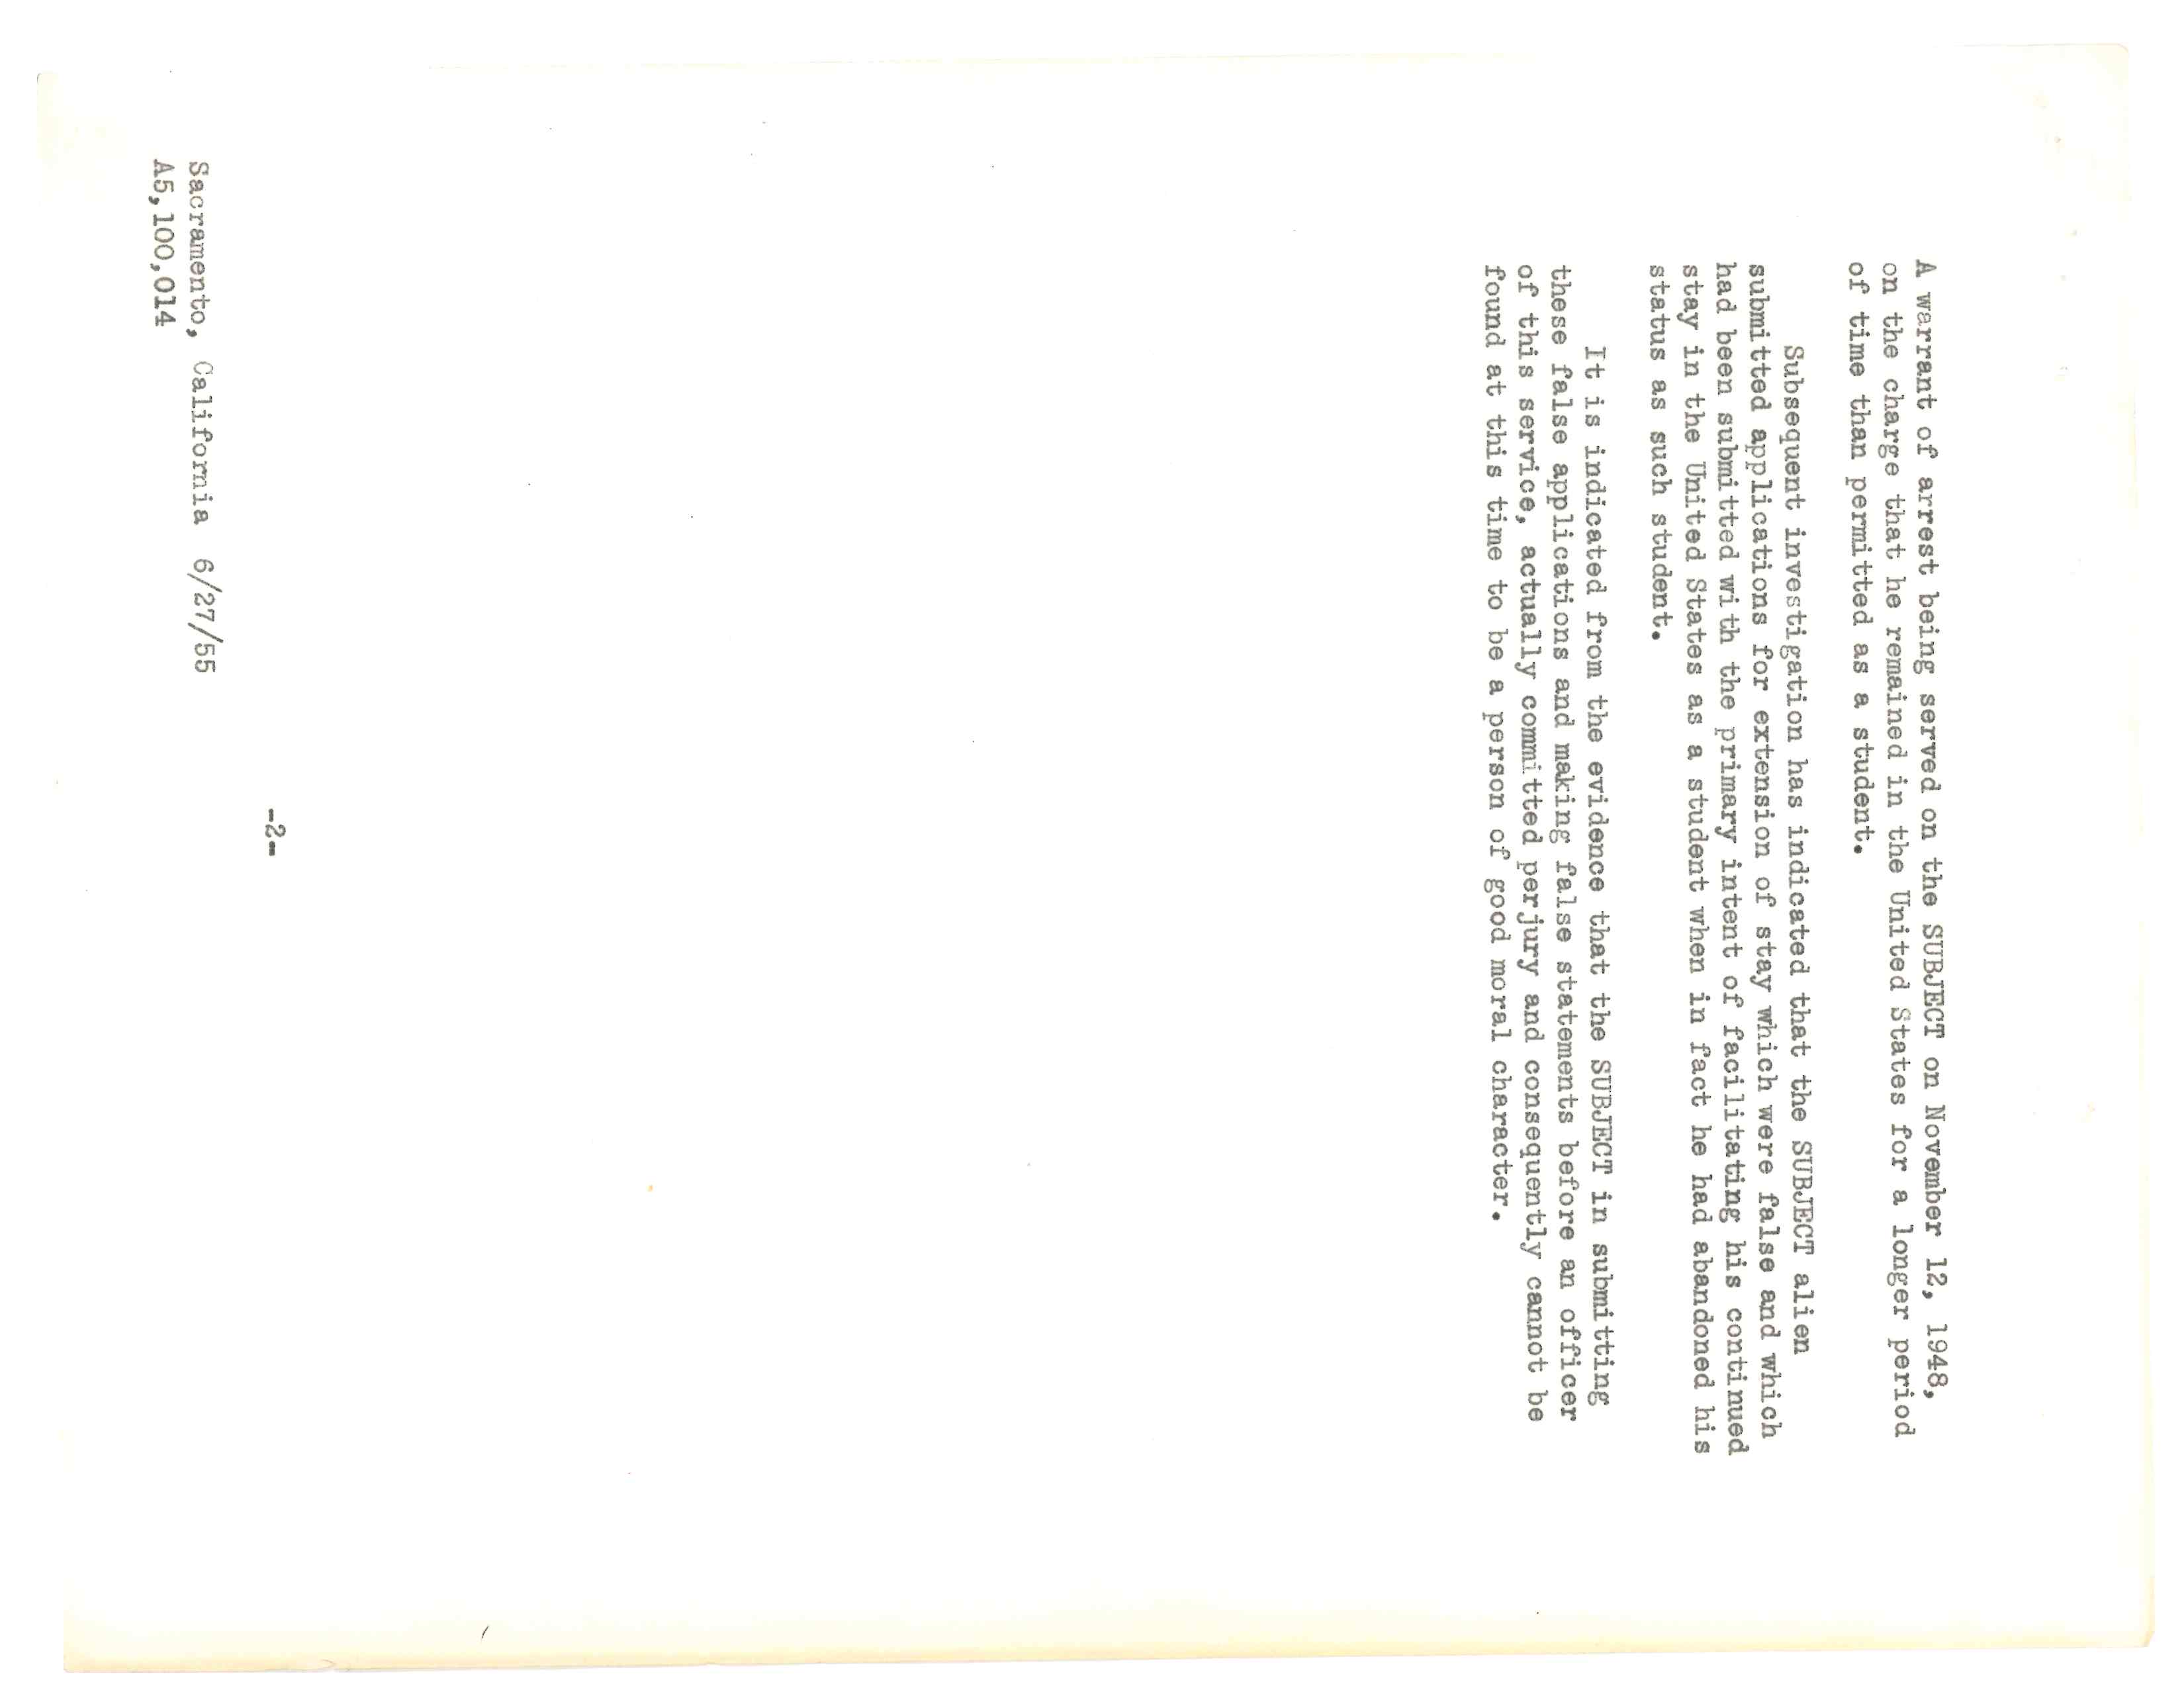 A warrant of arrest being served on the SUBJECT on November 12, 1948,
on the charge that he remained in the United States for a longer period
of time than permitted as a student.
Subsequent investigation has indicated that the SUBJECT alien
submitted applications for extension of stay which were false and which
had been submitted with the primary intent of facilitating his continued
stay in the United States as a student when in fact he had abandoned his
status as such student.
It is indicated from the evidence that the SUBJECT in submitting
these false applications and making false statements before an officer
of this service, actually committed perjury and consequently cannot be
found at this time to be a person of good moral character.
-2-
Sacramento, California 6/27/55
A5,100,014